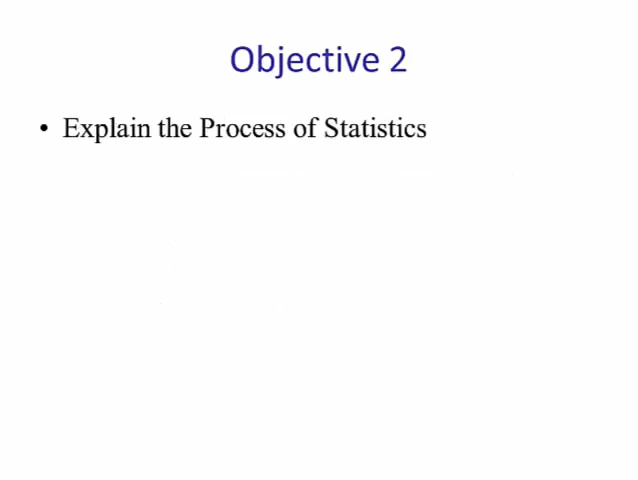 Objective 2
• Explain the Process of Statistics